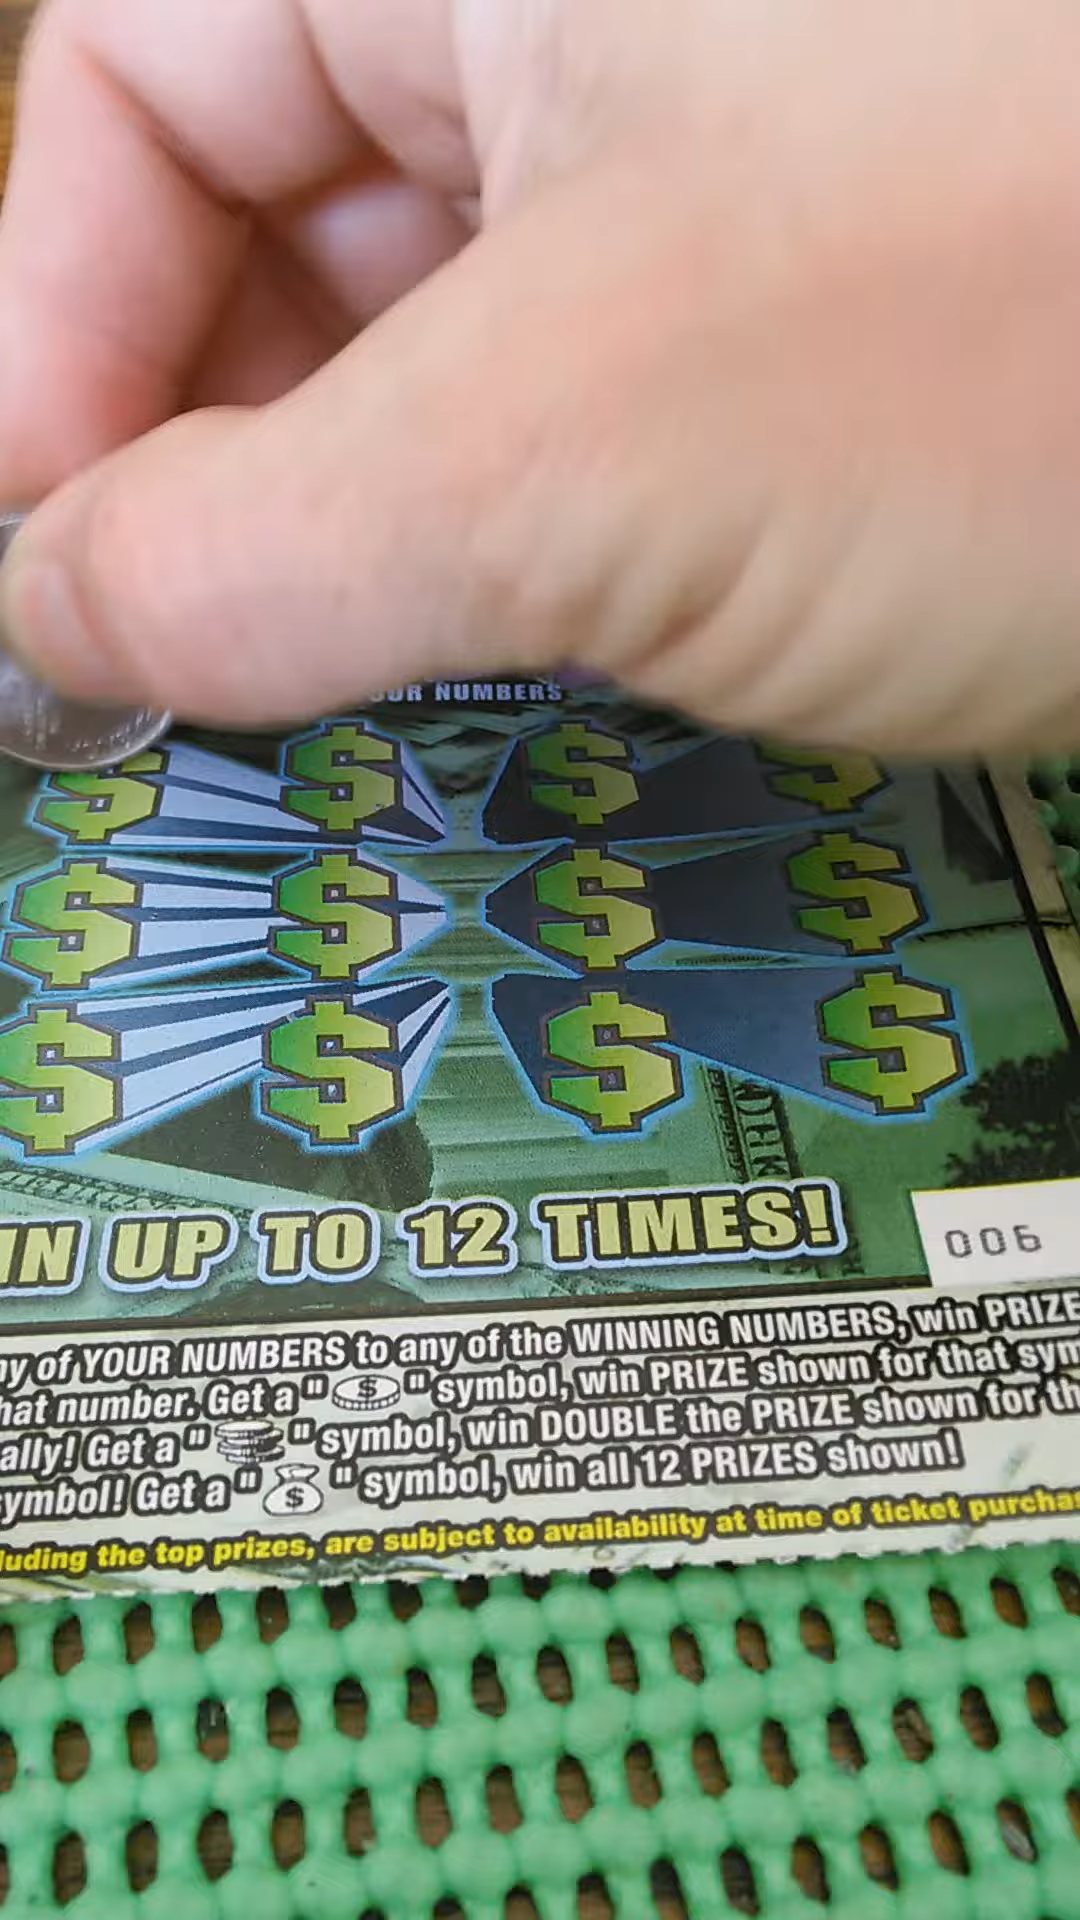 OUR NUMBERS
IN UP TO 12 TIMES!
006
ny of YOUR NUMBERS to any of the WINNING NUMBERS, win PRIZE
hat number. Get a " $ " symbol, win PRIZE shown for that sym
ally! Get a " " symbol, win DOUBLE the PRIZE shown for th
ymbol! Get a " $ " symbol, win all 12 PRIZES shown!
luding the top prizes, are subject to availability at time of ticket purcha